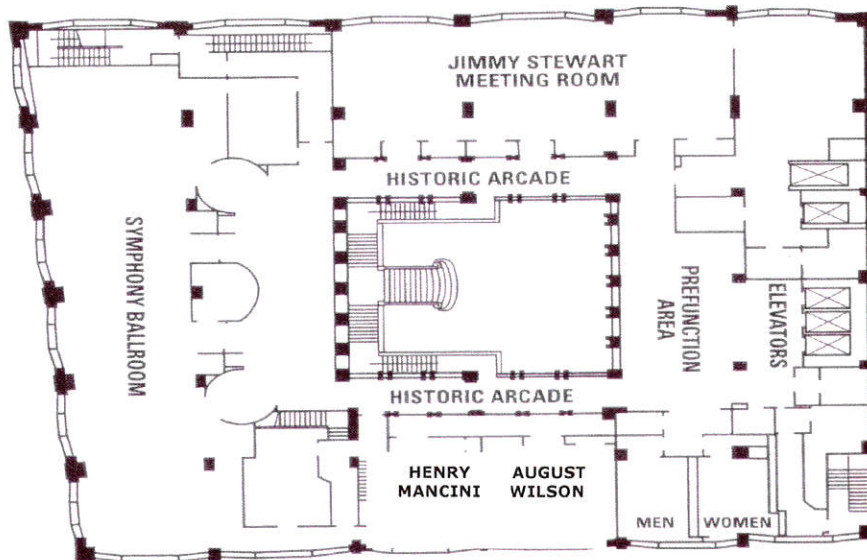 JIMMY STEWART
MEETING ROOM
HISTORIC ARCADE
SYMPHONY BALLROOM
PREFUNCTION
AREA
ELEVATORS
HISTORIC ARCADE
HENRY
MANCINI
AUGUST
WILSON
MEN
WOMEN